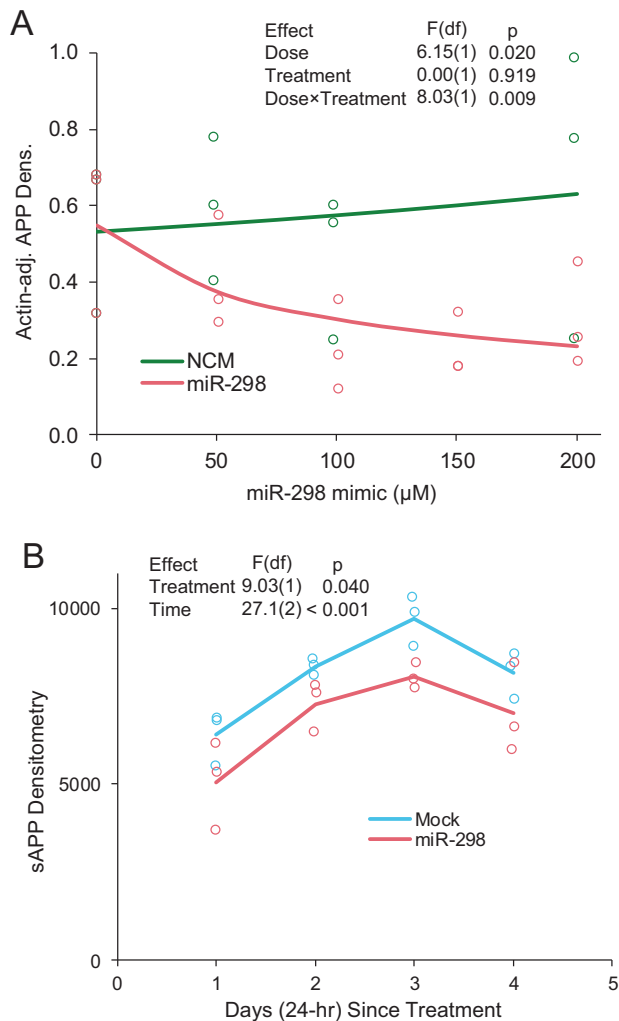 A
Effect F(df) p
Dose 6.15(1) 0.020
Treatment 0.00(1) 0.919
Dose×Treatment 8.03(1) 0.009
1.0
0.8
0.6
0.4
0.2
0.0
Actin-adj. APP Dens.
NCM
miR-298
0 50 100 150 200
miR-298 mimic (µM)
B
Effect F(df) p
Treatment 9.03(1) 0.040
Time 27.1(2) < 0.001
10000
5000
0
sAPP Densitometry
Mock
miR-298
0 1 2 3 4 5
Days (24-hr) Since Treatment